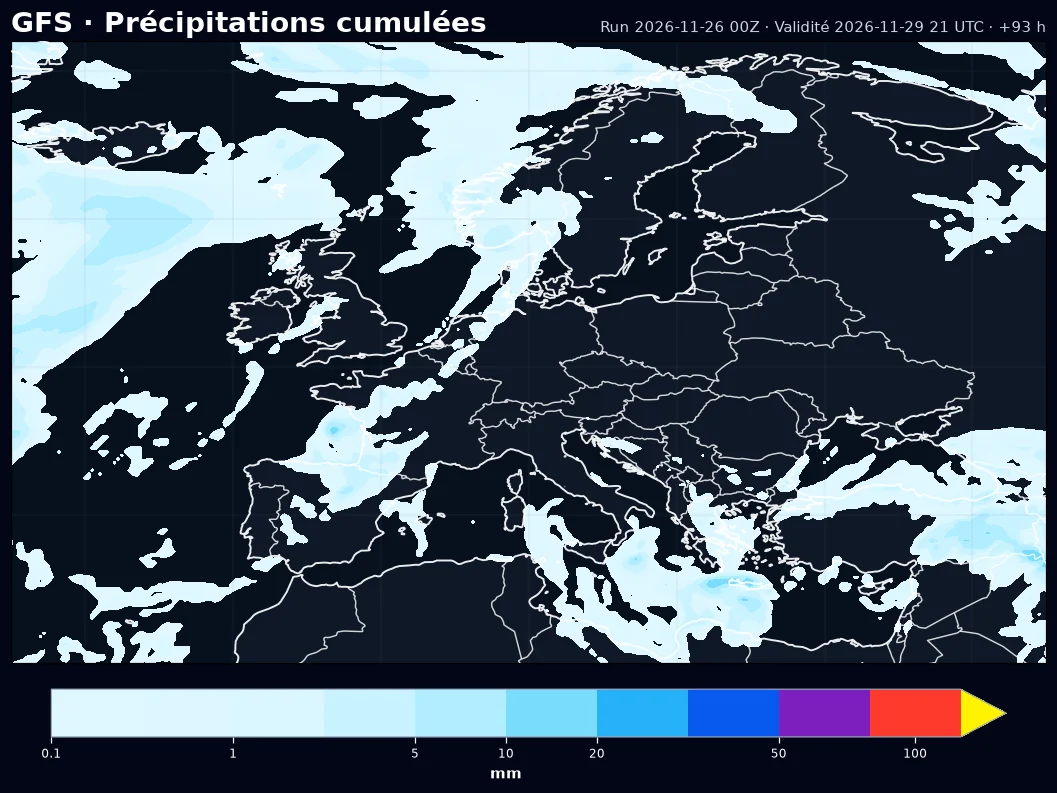 GFS · Précipitations cumulées
Run 2026-11-26 00Z · Validité 2026-11-29 21 UTC · +93 h
0.1 1 5 10 20 50 100
mm